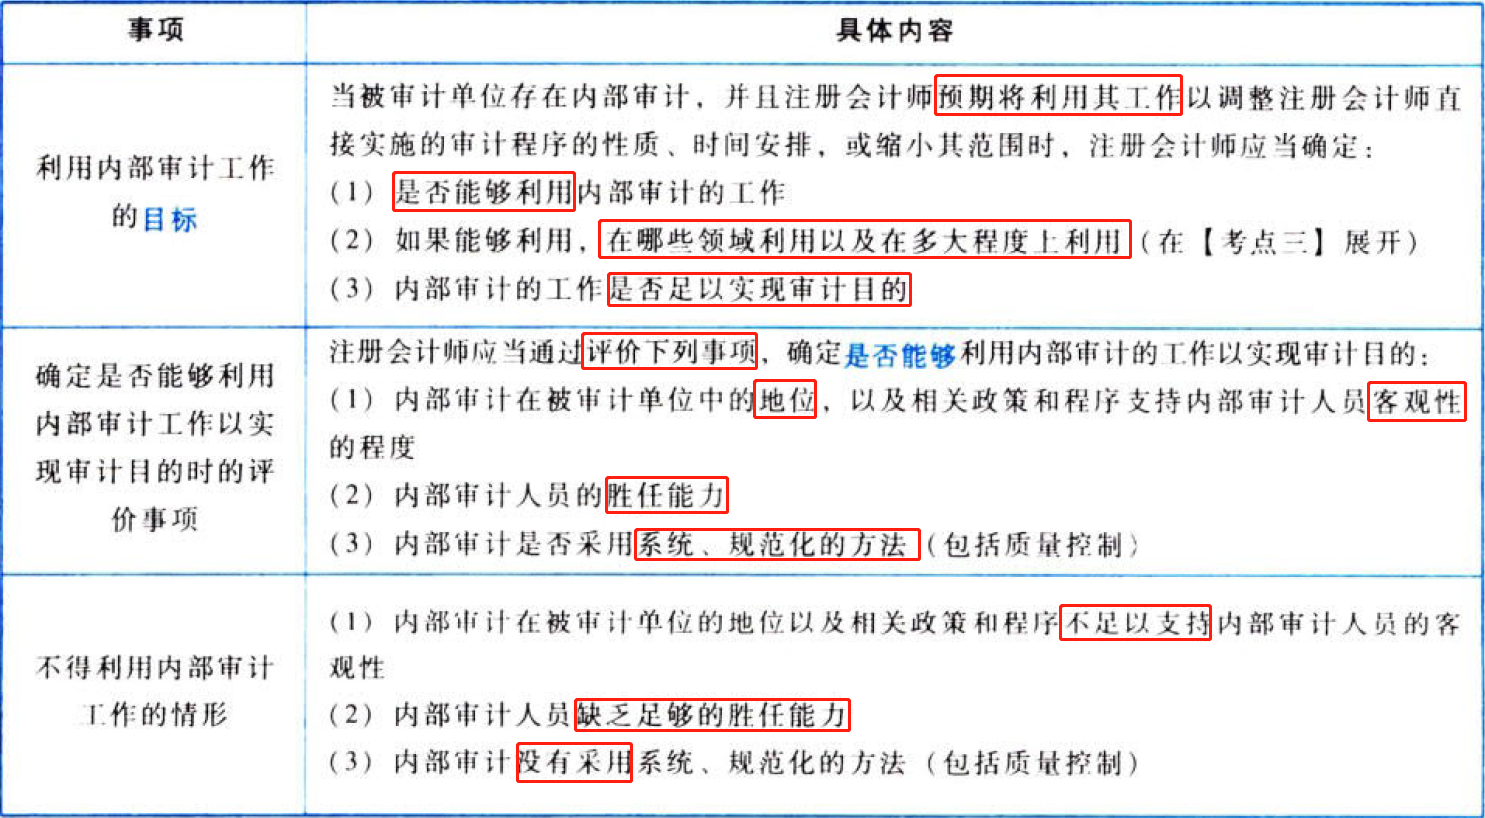 事项
具体内容
利用内部审计工作
的目标
当被审计单位存在内部审计，并且注册会计师预期将利用其工作以调整注册会计师直
接实施的审计程序的性质、时间安排，或缩小其范围时，注册会计师应当确定：
（1）是否能够利用内部审计的工作
（2）如果能够利用，在哪些领域利用以及在多大程度上利用（在【考点三】展开）
（3）内部审计的工作是否足以实现审计目的
确定是否能够利用
内部审计工作以实
现审计目的时的评
价事项
注册会计师应当通过评价下列事项，确定是否能够利用内部审计的工作以实现审计目的：
（1）内部审计在被审计单位中的地位，以及相关政策和程序支持内部审计人员客观性
的程度
（2）内部审计人员的胜任能力
（3）内部审计是否采用系统、规范化的方法（包括质量控制）
不得利用内部审计
工作的情形
（1）内部审计在被审计单位的地位以及相关政策和程序不足以支持内部审计人员的客
观性
（2）内部审计人员缺乏足够的胜任能力
（3）内部审计没有采用系统、规范化的方法（包括质量控制）